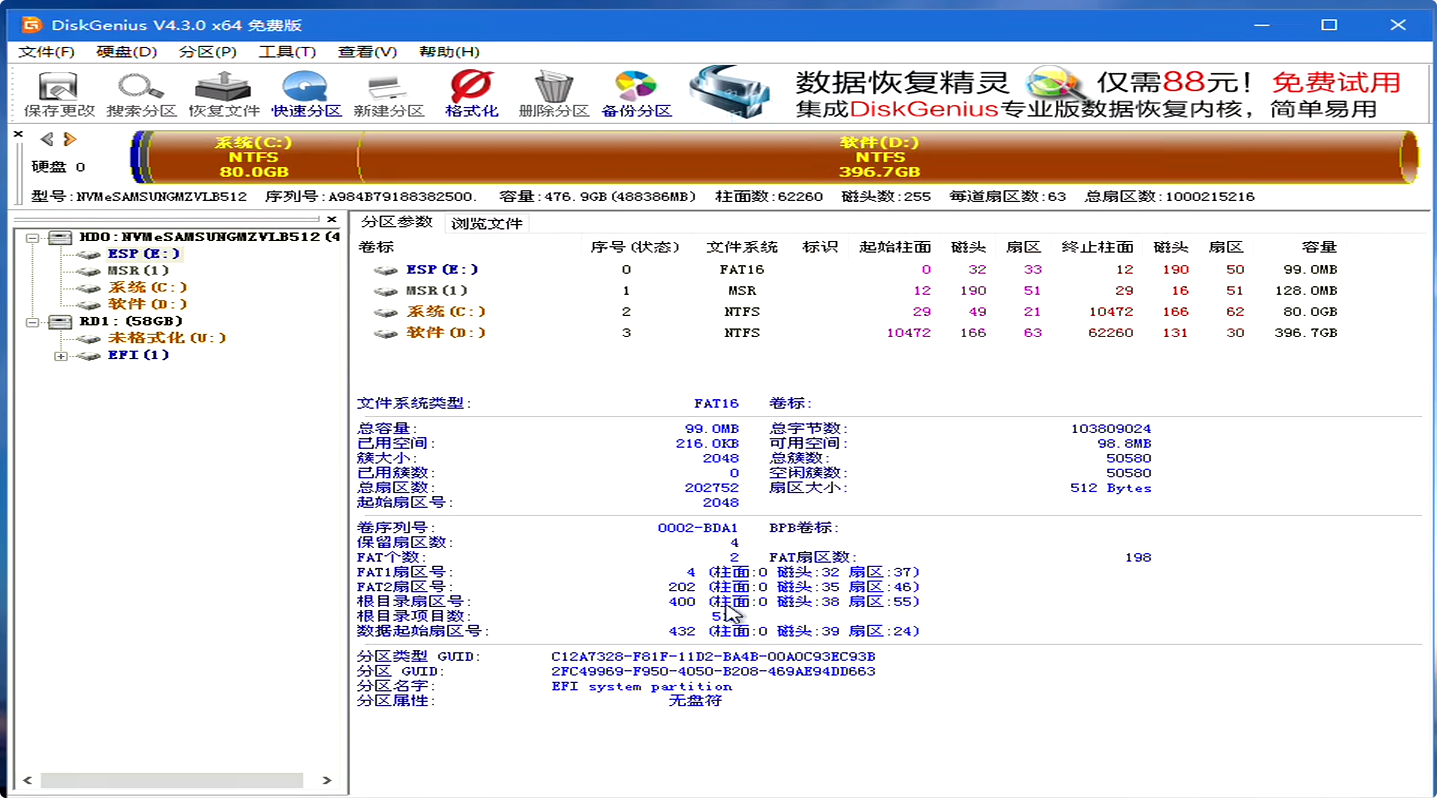 DiskGenius V4.3.0 x64 免费版
文件(F) 硬盘(D) 分区(P) 工具(T) 查看(V) 帮助(H)
保存更改 搜索分区 恢复文件 快速分区 新建分区 格式化 删除分区 备份分区
数据恢复精灵 仅需88元! 免费试用
集成DiskGenius专业版数据恢复内核，简单易用
硬盘 0
系统(C:) 软件(D:)
NTFS NTFS
80.0GB 396.7GB
型号:NVMeSAMSUNGMZVLB512 序列号:A984B79188382500. 容量:476.9GB(488386MB) 柱面数:62260 磁头数:255 每道扇区数:63 总扇区数:1000215216
HD0:NVMeSAMSUNGMZVLB512(4
ESP(E:)
MSR(1)
系统(C:)
软件(D:)
RD1:(58GB)
未格式化(U:)
EFI(1)
分区参数 浏览文件
卷标 序号(状态) 文件系统 标识 起始柱面 磁头 扇区 终止柱面 磁头 扇区 容量
ESP(E:) 0 FAT16 0 32 33 12 190 50 99.0MB
MSR(1) 1 MSR 12 190 51 29 16 51 128.0MB
系统(C:) 2 NTFS 29 49 21 10472 166 62 80.0GB
软件(D:) 3 NTFS 10472 166 63 62260 131 30 396.7GB
文件系统类型: FAT16 卷标:
总容量: 99.0MB 总字节数: 103809024
已用空间: 216.0KB 可用空间: 98.8MB
簇大小: 2048 总簇数: 50580
已用簇数: 0 空闲簇数: 50580
总扇区数: 202752 扇区大小: 512 Bytes
起始扇区号: 2048
卷序列号: 0002-BDA1 BPB卷标:
保留扇区数: 4
FAT个数: 2 FAT扇区数: 198
FAT1扇区号: 4 (柱面:0 磁头:32 扇区:37)
FAT2扇区号: 202 (柱面:0 磁头:35 扇区:46)
根目录扇区号: 400 (柱面:0 磁头:38 扇区:55)
根目录项目数:
数据起始扇区号: 432 (柱面:0 磁头:39 扇区:24)
分区类型 GUID: C12A7328-F81F-11D2-BA4B-00A0C93EC93B
分区 GUID: 2FC49969-F950-4050-B208-469AE94DD663
分区名字: EFI system partition
分区属性: 无盘符